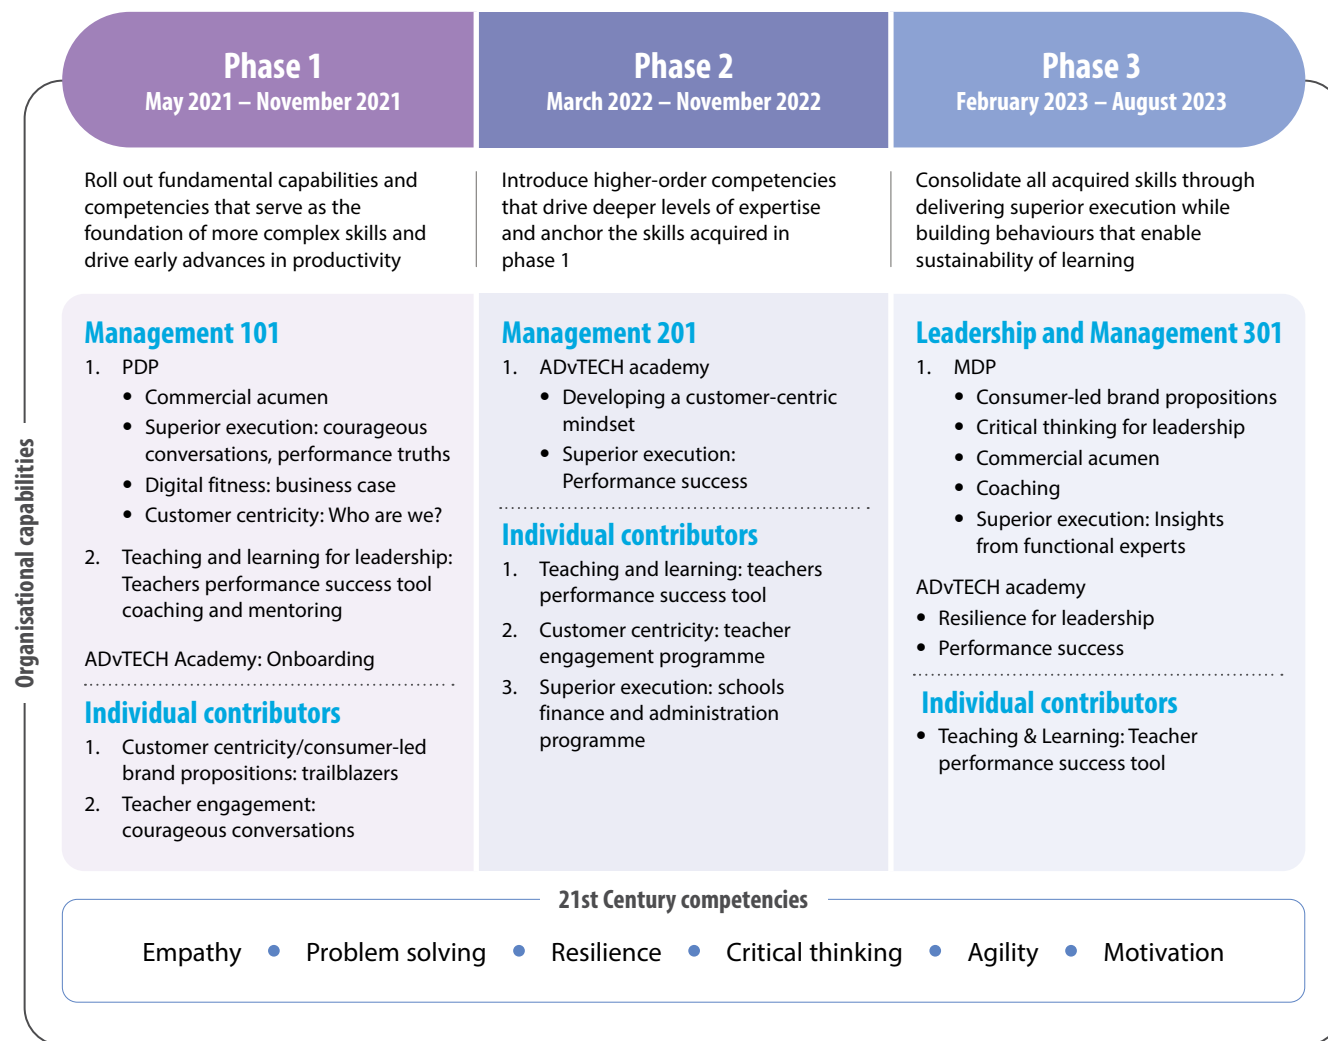 Organisational capabilities
Phase 1
May 2021 – November 2021
Roll out fundamental capabilities and
competencies that serve as the
foundation of more complex skills and
drive early advances in productivity
Management 101
1. PDP
• Commercial acumen
• Superior execution: courageous
conversations, performance truths
• Digital fitness: business case
• Customer centricity: Who are we?
2. Teaching and learning for leadership:
Teachers performance success tool
coaching and mentoring
ADvTECH Academy: Onboarding
Individual contributors
1. Customer centricity/consumer-led
brand propositions: trailblazers
2. Teacher engagement:
courageous conversations
Phase 2
March 2022 – November 2022
Introduce higher-order competencies
that drive deeper levels of expertise
and anchor the skills acquired in
phase 1
Management 201
1. ADvTECH academy
• Developing a customer-centric
mindset
• Superior execution:
Performance success
Individual contributors
1. Teaching and learning: teachers
performance success tool
2. Customer centricity: teacher
engagement programme
3. Superior execution: schools
finance and administration
programme
Phase 3
February 2023 – August 2023
Consolidate all acquired skills through
delivering superior execution while
building behaviours that enable
sustainability of learning
Leadership and Management 301
1. MDP
• Consumer-led brand propositions
• Critical thinking for leadership
• Commercial acumen
• Coaching
• Superior execution: Insights
from functional experts
ADvTECH academy
• Resilience for leadership
• Performance success
Individual contributors
• Teaching & Learning: Teacher
performance success tool
21st Century competencies
Empathy • Problem solving • Resilience • Critical thinking • Agility • Motivation